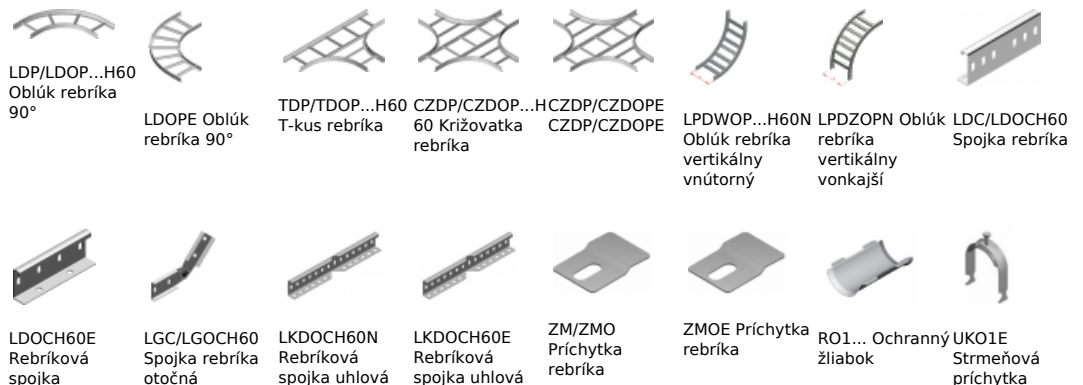 LDP/LDOP...H60
Oblúk rebríka
90°
LDOPE Oblúk
rebríka 90°
TDP/TDOP...H60
T-kus rebríka
CZDP/CZDOP...H
60 Križovatka
rebríka
CZDP/CZDOPE
CZDP/CZDOPE
LPDWOP...H60N
Oblúk rebríka
vertikálny
vnútorný
LPDZOPN Oblúk
rebríka
vertikálny
vonkajší
LDC/LDOCH60
Spojka rebríka
LDOCH60E
Rebríková
spojka
LGC/LGOCH60
Spojka rebríka
otočná
LKDOCH60N
Rebríková
spojka uhlová
LKDOCH60E
Rebríková
spojka uhlová
ZM/ZMO
Príchytka
rebríka
ZMOE Príchytka
rebríka
RO1... Ochranný
žliabok
UKO1E
Strmeňová
príchytka